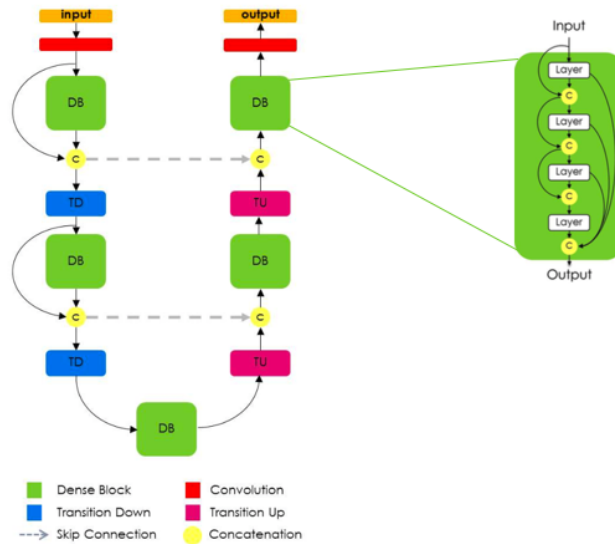 input
output
Input
DB
DB
Layer
C
Layer
C
C
C
Layer
C
TD
TU
Layer
C
Output
DB
DB
C
C
TD
TU
DB
Dense Block
Convolution
Transition Down
Transition Up
Skip Connection
Concatenation